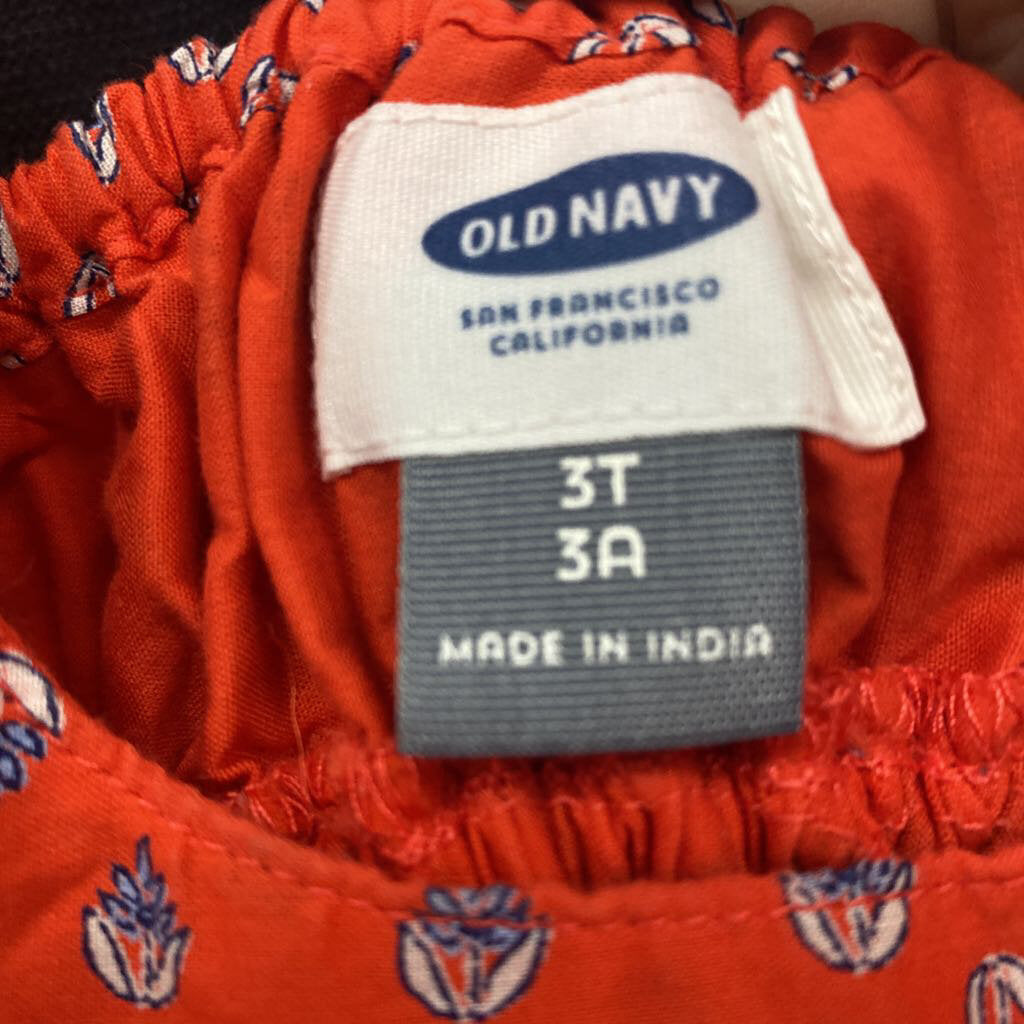 OLD NAVY
SAN FRANCISCO
CALIFORNIA
3T
3A
MADE IN INDIA